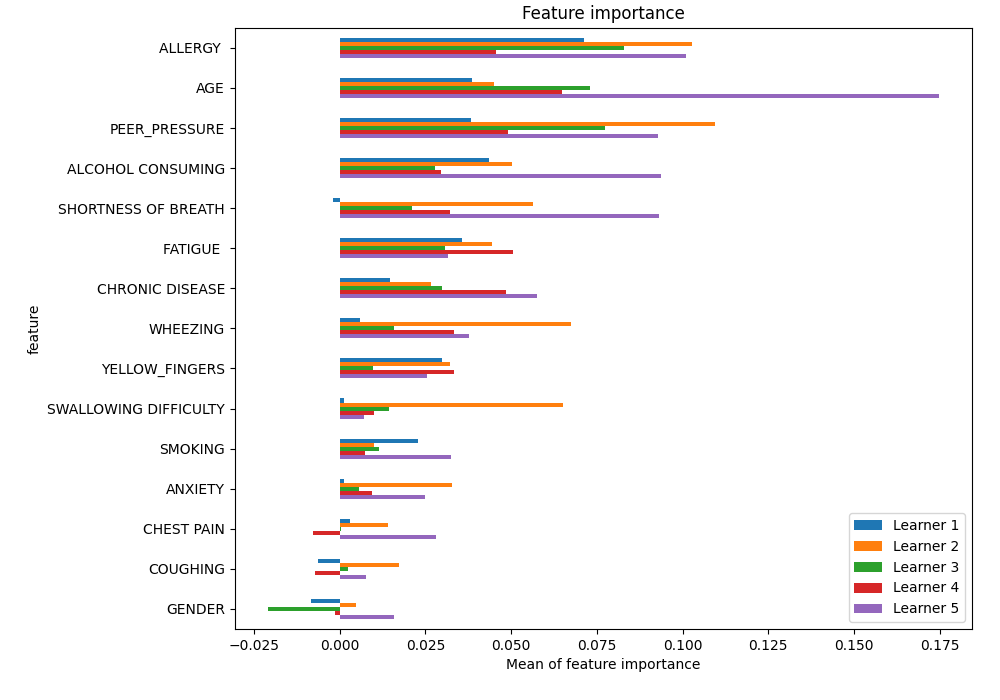 Feature importance
ALLERGY
AGE
PEER_PRESSURE
ALCOHOL CONSUMING
SHORTNESS OF BREATH
FATIGUE
CHRONIC DISEASE
WHEEZING
YELLOW_FINGERS
SWALLOWING DIFFICULTY
SMOKING
ANXIETY
CHEST PAIN
COUGHING
GENDER
feature
Learner 1
Learner 2
Learner 3
Learner 4
Learner 5
−0.025 0.000 0.025 0.050 0.075 0.100 0.125 0.150 0.175
Mean of feature importance